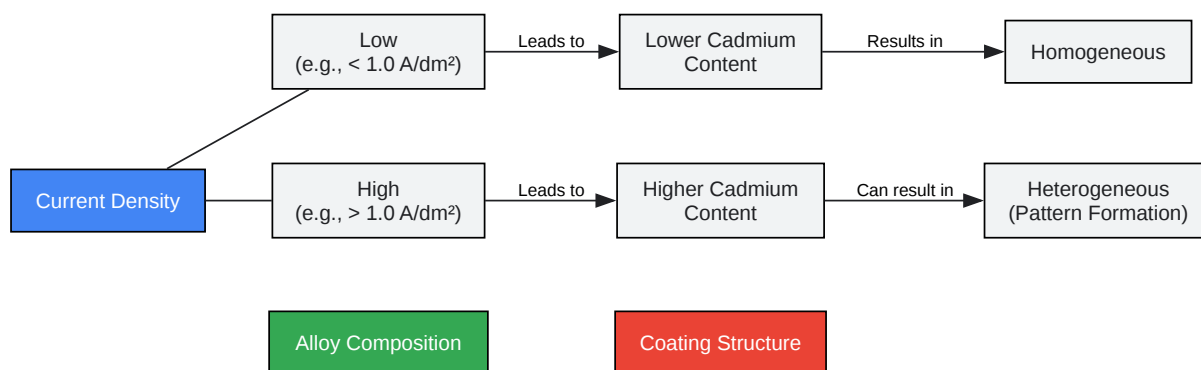 Low
(e.g., < 1.0 A/dm²)
Leads to
Lower Cadmium
Content
Results in
Homogeneous
Current Density
High
(e.g., > 1.0 A/dm²)
Leads to
Higher Cadmium
Content
Can result in
Heterogeneous
(Pattern Formation)
Alloy Composition
Coating Structure